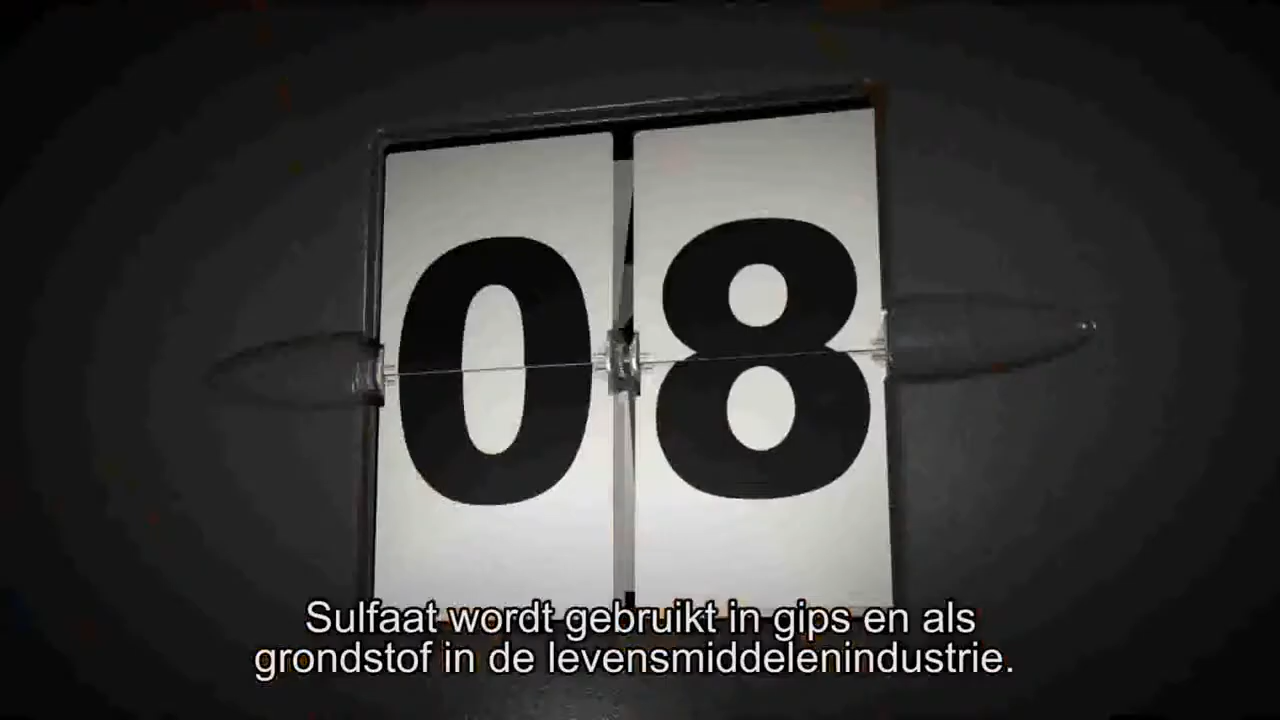 08
Sulfaat wordt gebruikt in gips en als
grondstof in de levensmiddelenindustrie.